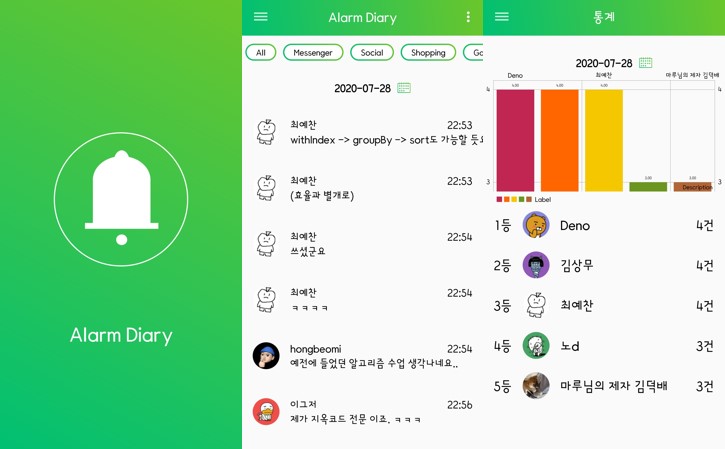 Alarm Diary
Alarm Diary
All Messenger Social Shopping
2020-07-28
최예찬 22:53
withIndex -> groupBy -> sort도 가능할
최예찬 22:53
(효율과 별개로)
최예찬 22:54
쓰셨군요
최예찬 22:54
ㅋㅋㅋㅋ
hongbeomi 22:54
예전에 들었던 알고리즘 수업 생각나네요..
이그저 22:56
제가 지옥코드 전문 이죠. ㅋㅋㅋ
통계
2020-07-28
Deno 최예찬 마루님의 제자 김덕배
4 4.00 4.00 4.00 4
3 3.00 3.00 3
Description
Label
1등 Deno 4건
2등 김상무 4건
3등 최예찬 4건
4등 노d 3건
5등 마루님의 제자 김덕배 3건